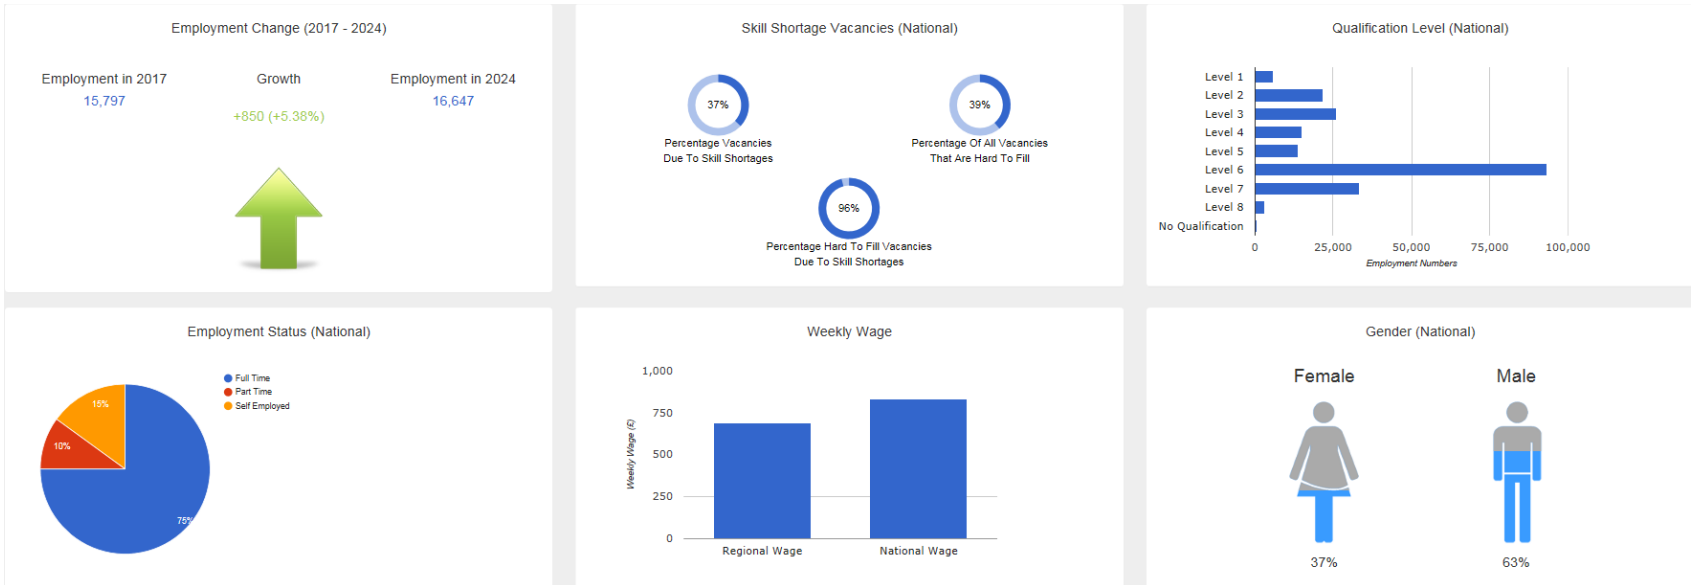 Employment Change (2017 - 2024)
Employment in 2017
Growth
Employment in 2024
15,797
+850 (+5.38%)
16,647
Skill Shortage Vacancies (National)
37%
Percentage Vacancies
Due To Skill Shortages
39%
Percentage Of All Vacancies
That Are Hard To Fill
96%
Percentage Hard To Fill Vacancies
Due To Skill Shortages
Qualification Level (National)
Level 1
Level 2
Level 3
Level 4
Level 5
Level 6
Level 7
Level 8
No Qualification
0 25,000 50,000 75,000 100,000
Employment Numbers
Employment Status (National)
Full Time
Part Time
Self Employed
15%
10%
75%
Weekly Wage
1,000
750
500
250
0
Weekly Wage (£)
Regional Wage
National Wage
Gender (National)
Female
Male
37%
63%